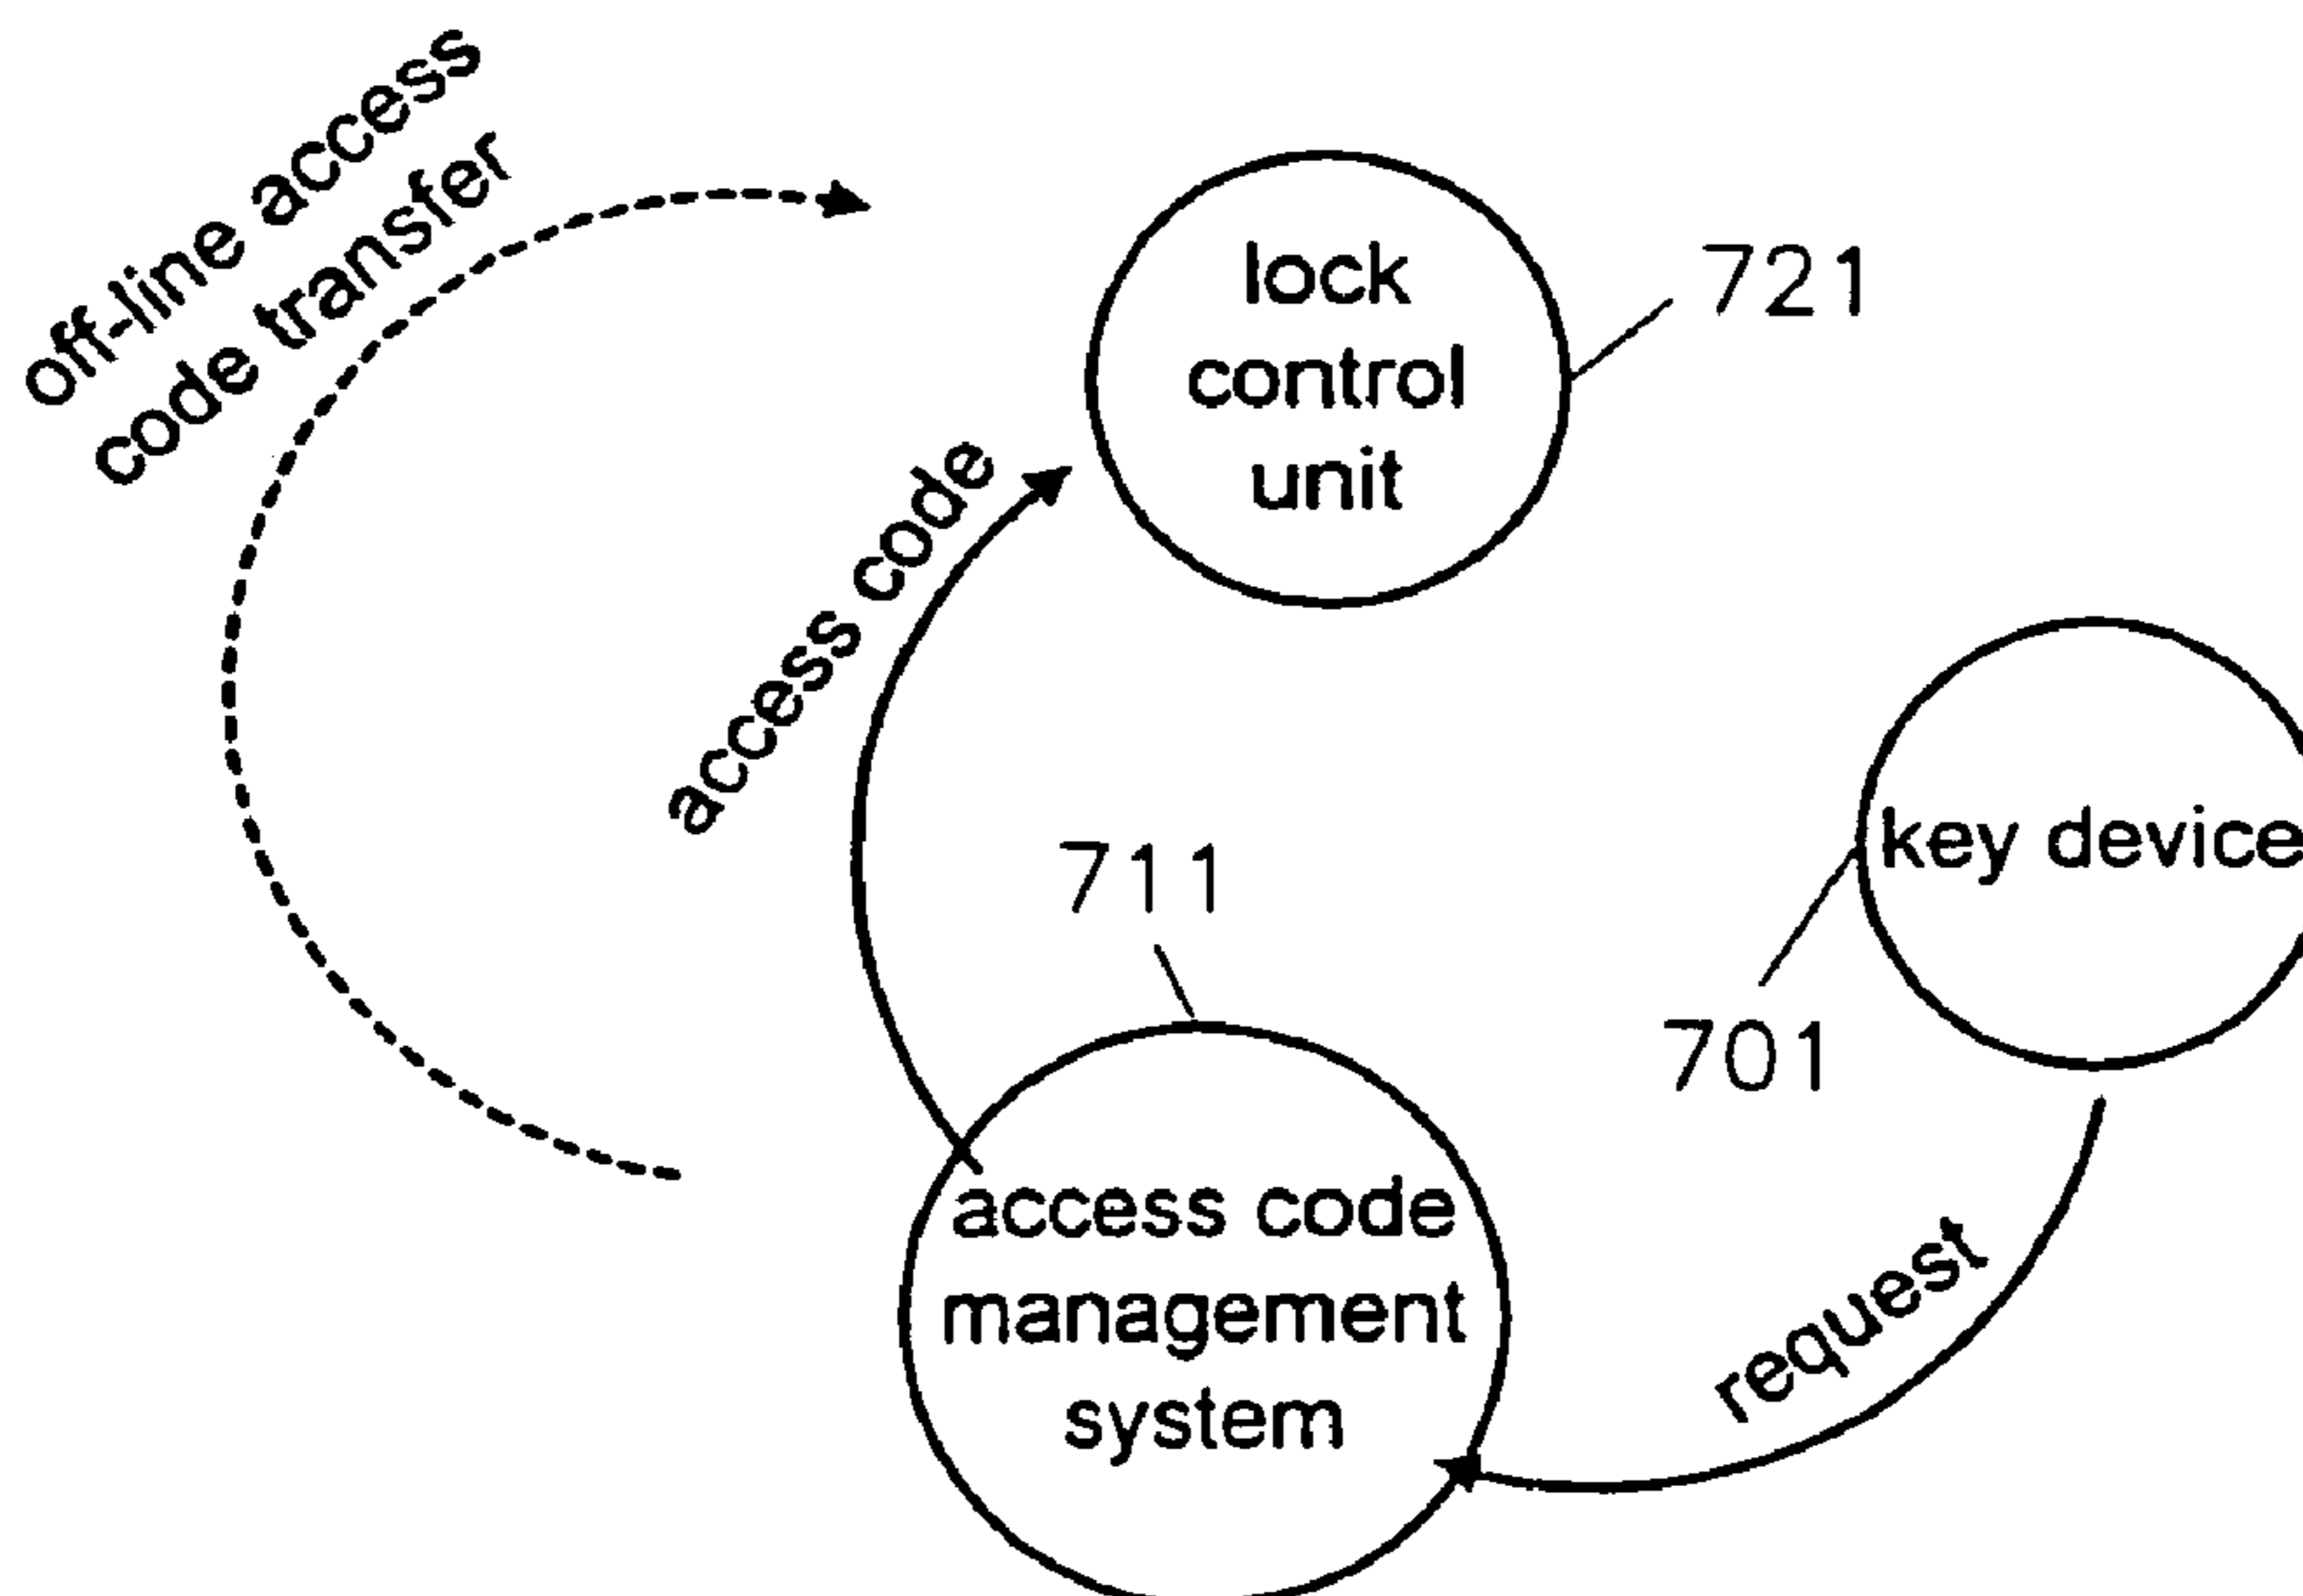 off-line access
code transfer
lock
control
unit
721
access code
711
key device
701
access code
management
system
request